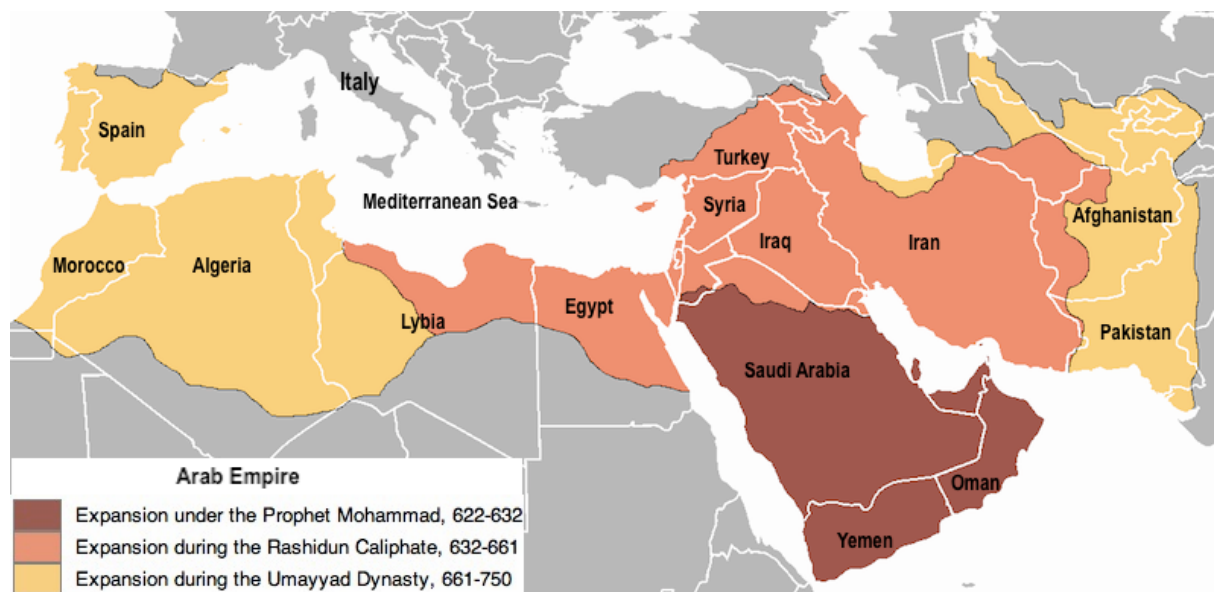 Italy
Spain
Turkey
Mediterranean Sea
Syria
Afghanistan
Iraq
Iran
Morocco
Algeria
Egypt
Lybia
Pakistan
Saudi Arabia
Oman
Yemen
Arab Empire
Expansion under the Prophet Mohammad, 622-632
Expansion during the Rashidun Caliphate, 632-661
Expansion during the Umayyad Dynasty, 661-750